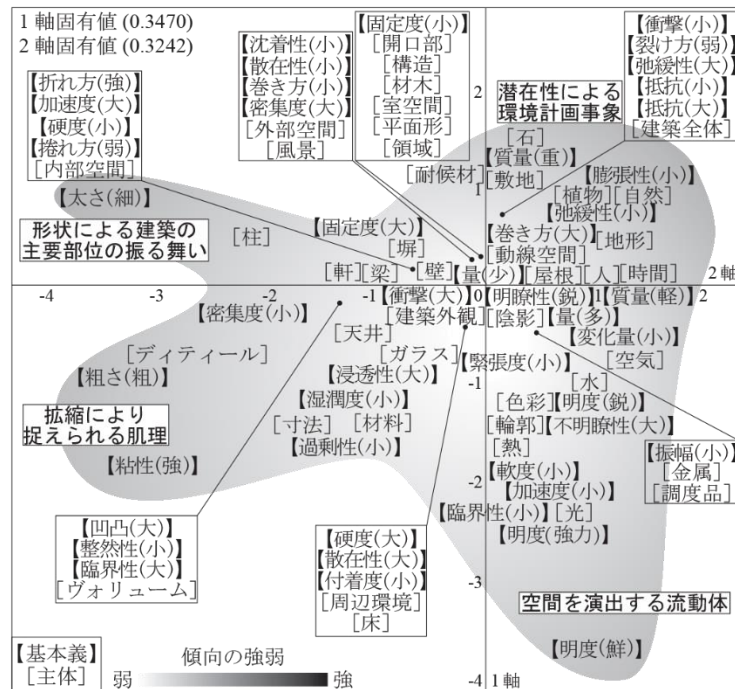 1 軸固有値 (0.3470)
2 軸固有値 (0.3242)
【折れ方(強)】
【加速度(大)】
【硬度(小)】
【捲れ方(弱)】
[内部空間]
【沈着性(小)】
【散在性(小)】
【巻き方(小)】
【密集度(大)】
[外部空間]
[風景]
【固定度(小)】
[開口部]
[構造]
[材木]
[室空間]
[平面形]
[領域]
【衝撃(小)】
【裂け方(弱)】
【弛緩性(大)】
【抵抗(小)】
【抵抗(大)】
[建築全体]
2
潜在性による
環境計画事象
[石]
【質量(重)】
[耐候材]
1
[敷地]
【膨張性(小)】
[植物]
[自然]
【弛緩性(小)】
【太さ(細)】
形状による建築の
主要部位の振る舞い
[柱]
【固定度(大)】
[塀]
【巻き方(大)】
[地形]
[動線空間]
[軒]
[梁]
[壁]
【量(少)】
[屋根]
[人]
[時間]
2 軸
-4
-3
-2
-1
0
1
2
【衝撃(大)】
【明瞭性(鋭)】
【質量(軽)】
【密集度(小)】
[建築外観]
[陰影]
【量(多)】
[天井]
【変化量(小)】
[ディティール]
[ガラス]
【緊張度(小)】
[空気]
【粗さ(粗)】
【浸透性(大)】
-1
[水]
【湿潤度(小)】
[色彩]
【明度(鋭)】
拡縮により
捉えられる肌理
[寸法]
[材料]
[輪郭]
【不明瞭性(大)】
【過剰性(小)】
[熱]
【振幅(小)】
[金属]
[調度品]
【粘性(強)】
【軟度(小)】
-2
【加速度(小)】
【臨界性(小)】
[光]
【明度(強力)】
【凹凸(大)】
【整然性(小)】
【臨界性(大)】
[ヴォリューム]
【硬度(大)】
【散在性(大)】
【付着度(小)】
[周辺環境]
[床]
-3
空間を演出する流動体
【明度(鮮)】
【基本義】
[主体]
傾向の強弱
弱
強
-4
1 軸